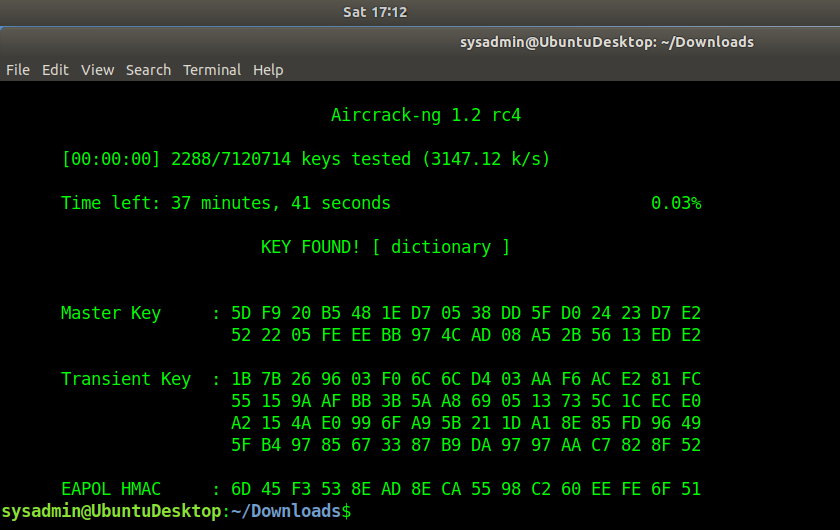 Sat 17:12
sysadmin@UbuntuDesktop: ~/Downloads
File Edit View Search Terminal Help
Aircrack-ng 1.2 rc4
[00:00:00] 2288/7120714 keys tested (3147.12 k/s)
Time left: 37 minutes, 41 seconds 0.03%
KEY FOUND! [ dictionary ]
Master Key : 5D F9 20 B5 48 1E D7 05 38 DD 5F D0 24 23 D7 E2
52 22 05 FE EE BB 97 4C AD 08 A5 2B 56 13 ED E2
Transient Key : 1B 7B 26 96 03 F0 6C 6C D4 03 AA F6 AC E2 81 FC
55 15 9A AF BB 3B 5A A8 69 05 13 73 5C 1C EC E0
A2 15 4A E0 99 6F A9 5B 21 1D A1 8E 85 FD 96 49
5F B4 97 85 67 33 87 B9 DA 97 97 AA C7 82 8F 52
EAPOL HMAC : 6D 45 F3 53 8E AD 8E CA 55 98 C2 60 EE FE 6F 51
sysadmin@UbuntuDesktop:~/Downloads$